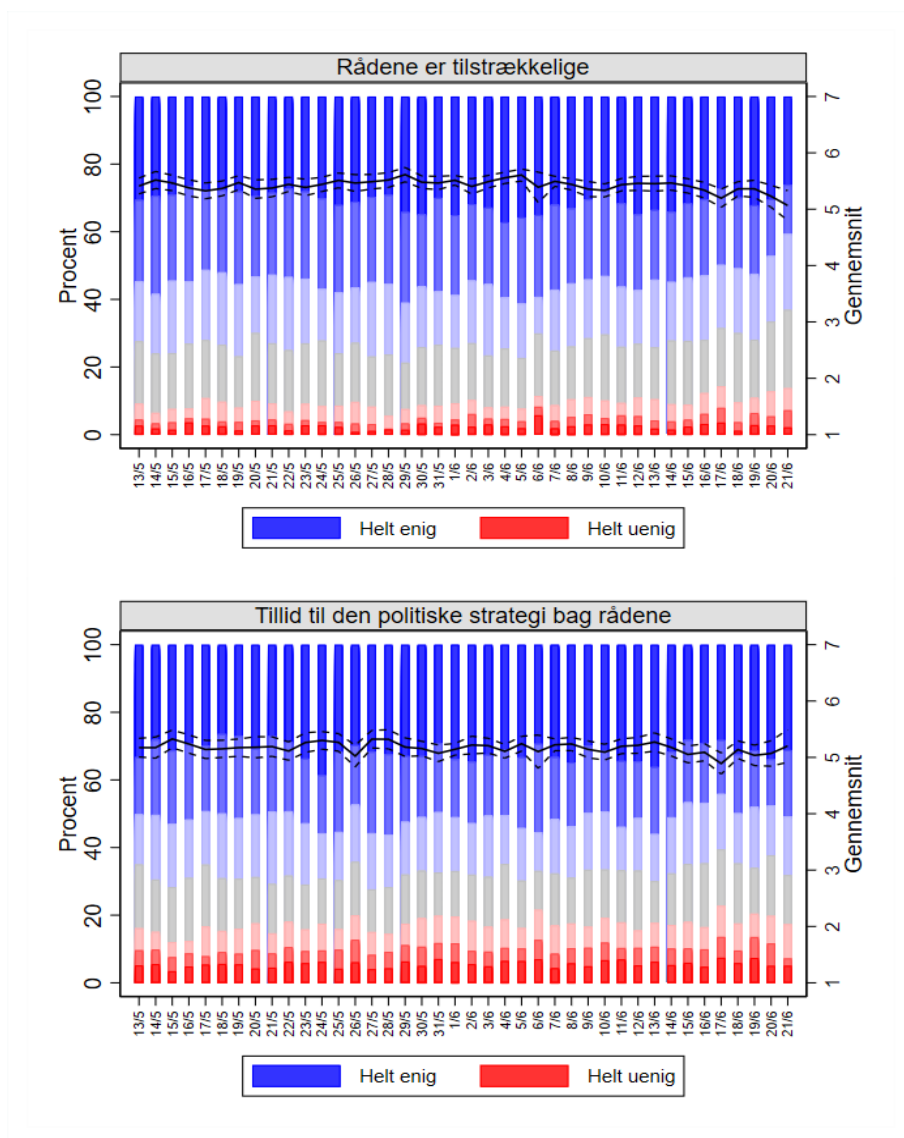 Rådene er tilstrækkelige
Procent
100
80
60
40
20
0
7
6
5
4
3
2
1
Gennemsnit
13/5 14/5 15/5 16/5 17/5 18/5 19/5 20/5 21/5 22/5 23/5 24/5 25/5 26/5 27/5 28/5 29/5 30/5 31/5 1/6 2/6 3/6 4/6 5/6 6/6 7/6 8/6 9/6 10/6 11/6 12/6 13/6 14/6 15/6 16/6 17/6 18/6 19/6 20/6 21/6
Helt enig Helt uenig
Tillid til den politiske strategi bag rådene
Procent
100
80
60
40
20
0
7
6
5
4
3
2
1
Gennemsnit
13/5 14/5 15/5 16/5 17/5 18/5 19/5 20/5 21/5 22/5 23/5 24/5 25/5 26/5 27/5 28/5 29/5 30/5 31/5 1/6 2/6 3/6 4/6 5/6 6/6 7/6 8/6 9/6 10/6 11/6 12/6 13/6 14/6 15/6 16/6 17/6 18/6 19/6 20/6 21/6
Helt enig Helt uenig